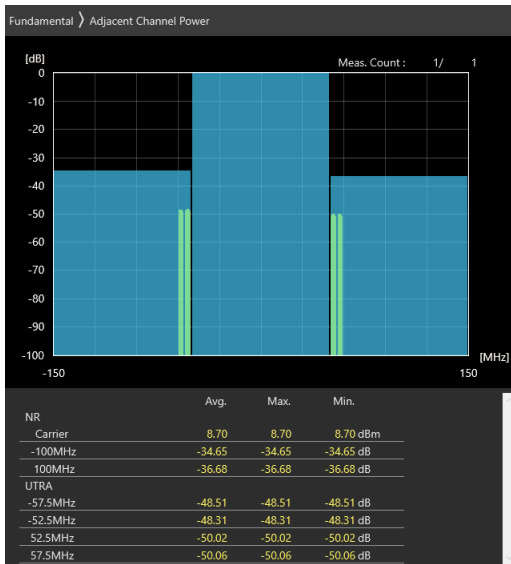 Fundamental 〉 Adjacent Channel Power
[dB]
Meas. Count : 1/ 1
0
-10
-20
-30
-40
-50
-60
-70
-80
-90
-100
[MHz]
-150 150
Avg. Max. Min.
NR
Carrier 8.70 8.70 8.70 dBm
-100MHz -34.65 -34.65 -34.65 dB
100MHz -36.68 -36.68 -36.68 dB
UTRA
-57.5MHz -48.51 -48.51 -48.51 dB
-52.5MHz -48.31 -48.31 -48.31 dB
52.5MHz -50.02 -50.02 -50.02 dB
57.5MHz -50.06 -50.06 -50.06 dB